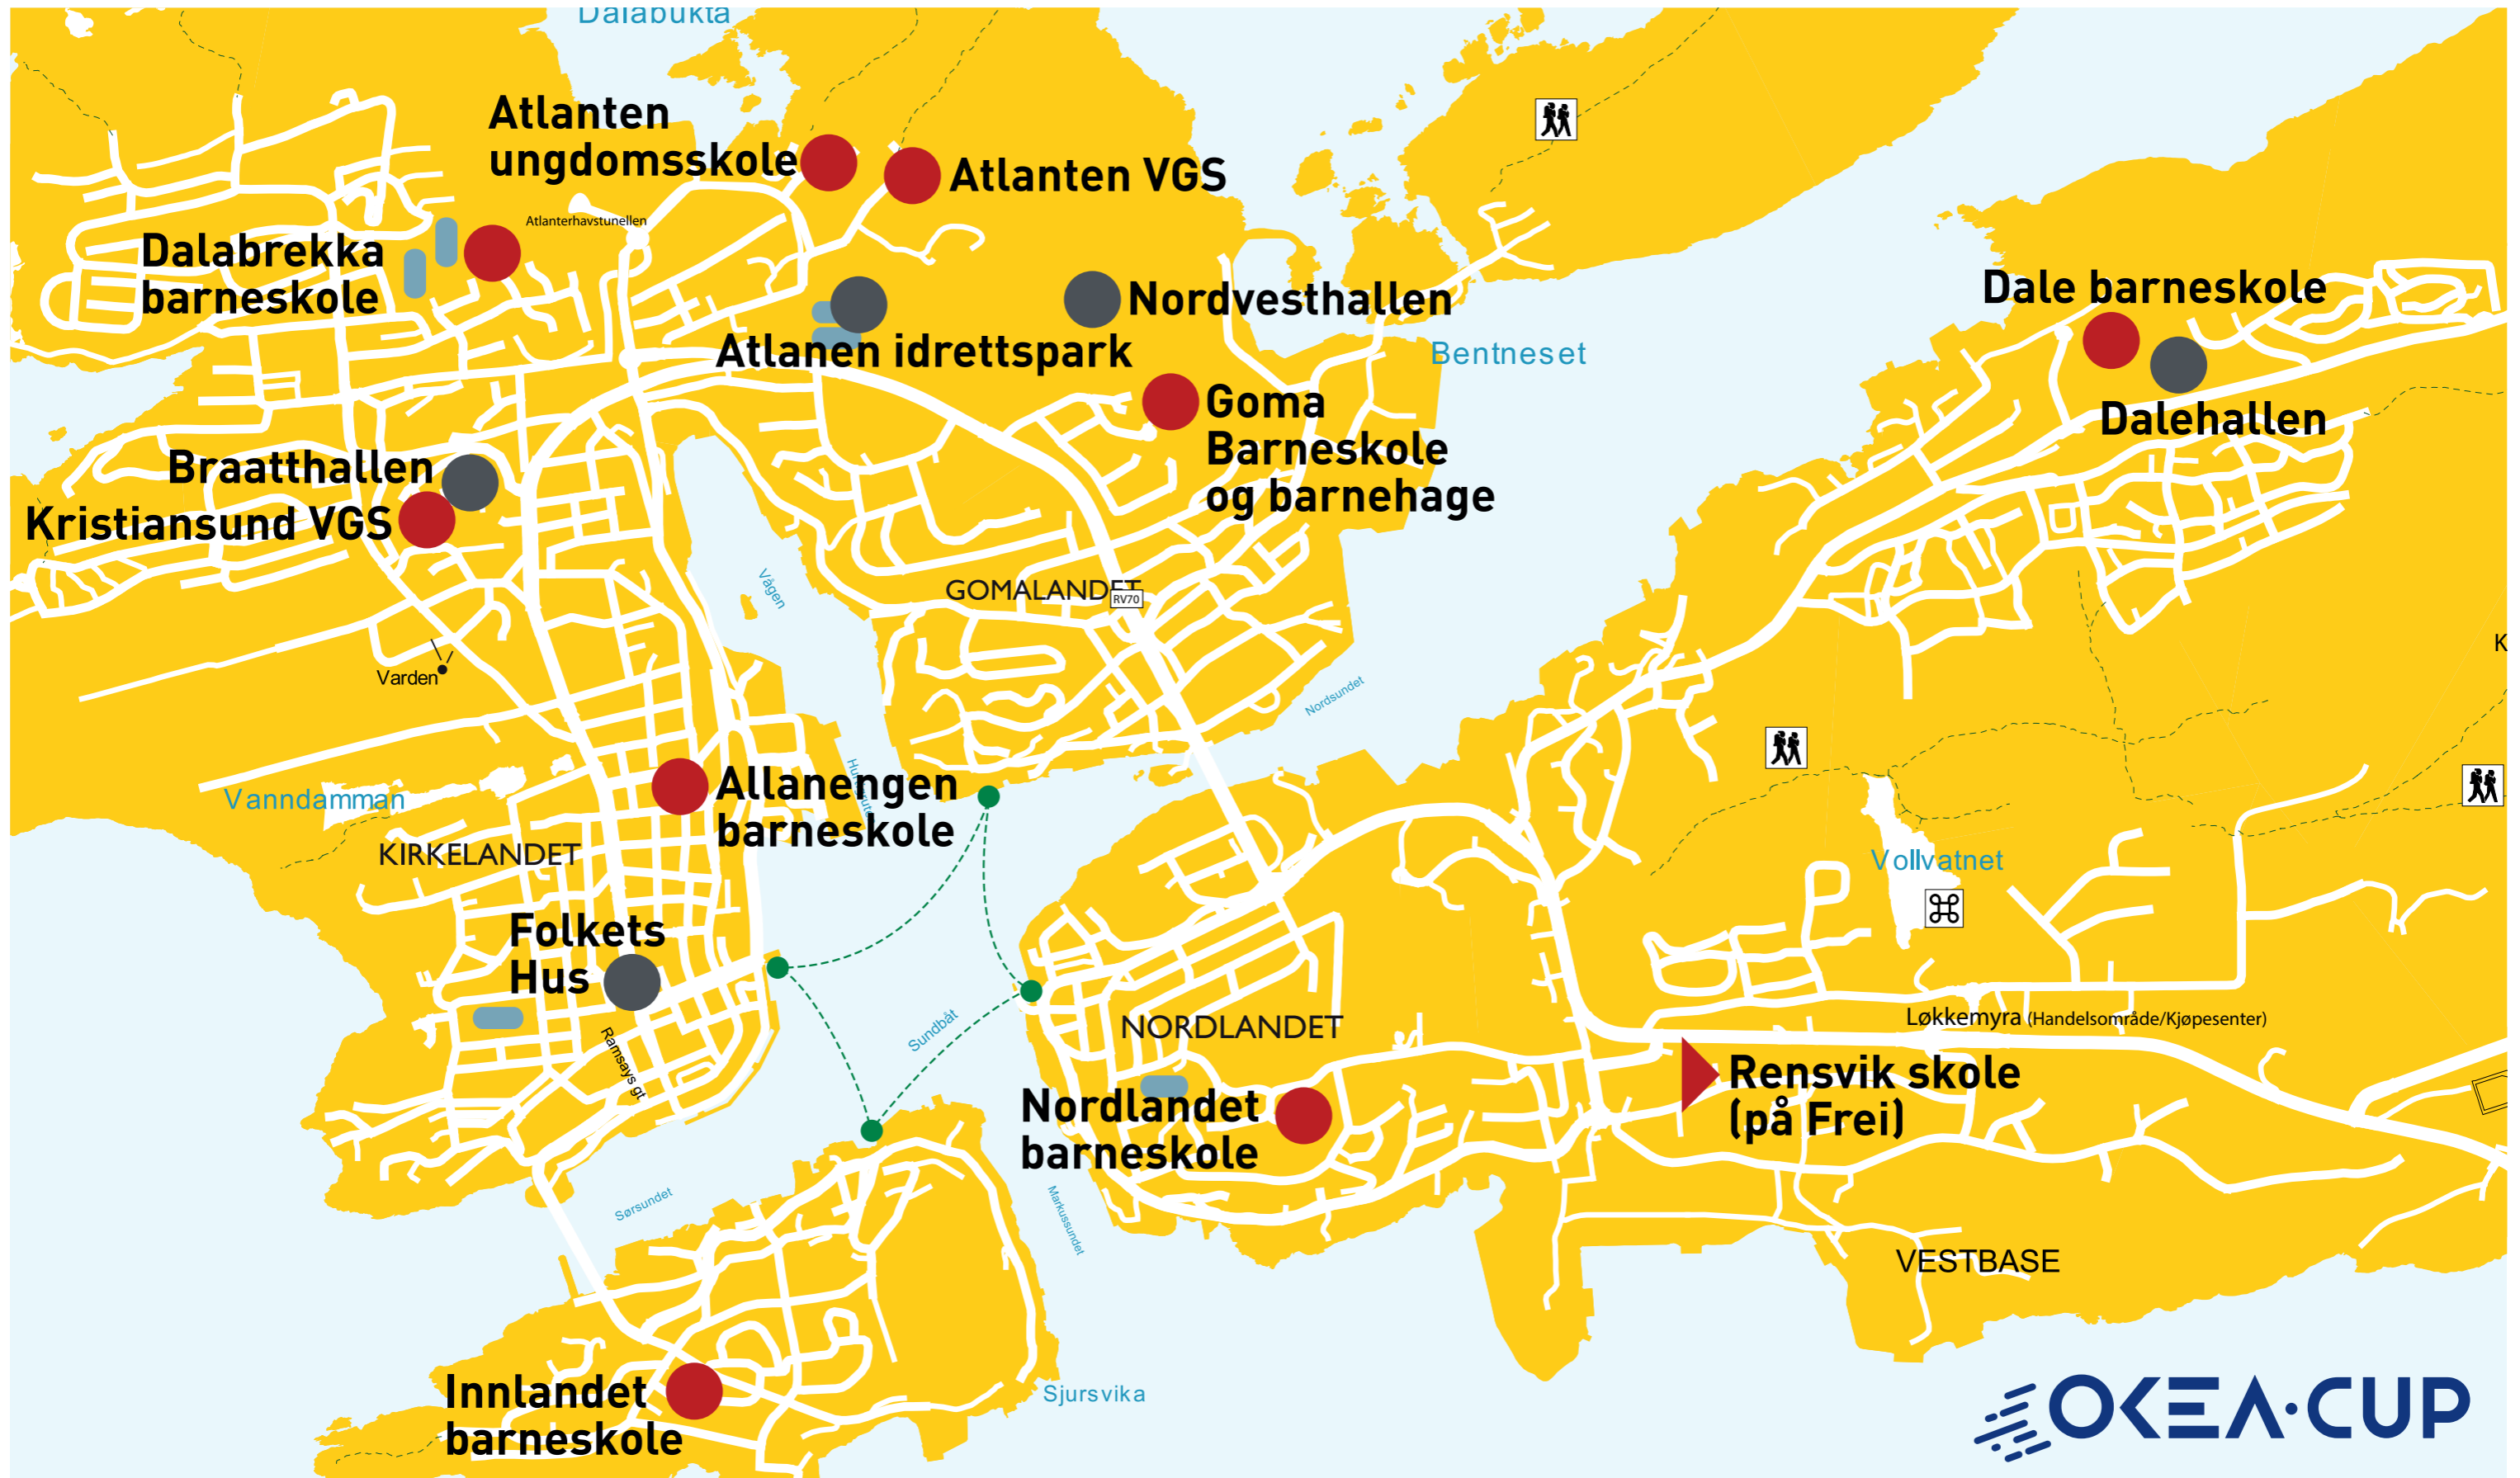 Dalabukta
Atlanten
ungdomsskole
Atlanten VGS
Atlanterhavstunellen
Dalabrekka
barneskole
Nordvesthallen
Atlanen idrettspark
Bentneset
Dale barneskole
Dalehallen
Goma
Barneskole
og barnehage
Braatthallen
Kristiansund VGS
Vågen
GOMALANDET
RV70
K
Varden
Nordsundet
Vanndamman
Allanengen
barneskole
KIRKELANDET
Vollvatnet
Folkets
Hus
Ramsays gt
Sundbåt
NORDLANDET
Løkkemyra (Handelsområde/Kjøpesenter)
Rensvik skole
(på Frei)
Nordlandet
barneskole
Sørsundet
Markussundet
VESTBASE
Innlandet
barneskole
Sjursvika
OKEA·CUP